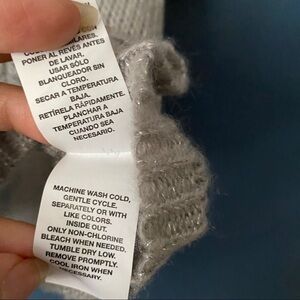 SIMILARES.
PONER AL REVÉS ANTES
DE LAVAR.
USAR SÓLO
BLANQUEADOR SIN
CLORO.
SECAR A TEMPERATURA
BAJA.
RETÍRELA RÁPIDAMENTE.
PLANCHAR A
TEMPERATURA BAJA
CUANDO SEA
NECESARIO.
MACHINE WASH COLD,
GENTLE CYCLE.
SEPARATELY OR WITH
LIKE COLORS.
INSIDE OUT.
ONLY NON-CHLORINE
BLEACH WHEN NEEDED.
TUMBLE DRY LOW.
REMOVE PROMPTLY.
COOL IRON WHEN
NECESSARY.